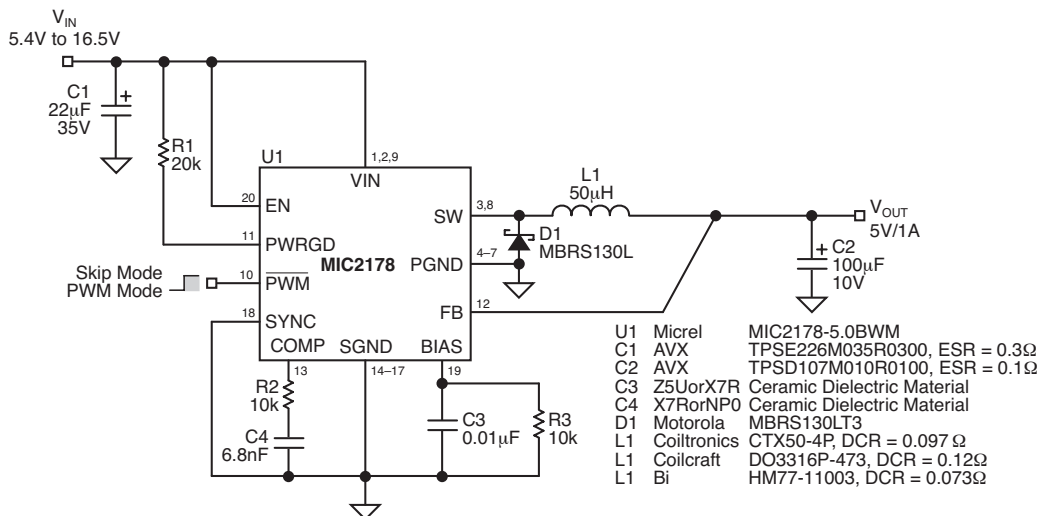 VIN
5.4V to 16.5V
C1
22µF
35V
R1
20k
U1
1,2,9
VIN
20
EN
11
PWRGD
Skip Mode
PWM Mode
10
PWM
18
SYNC
MIC2178
SW
3,8
PGND
4–7
FB
12
COMP
SGND
BIAS
13
14–17
19
L1
50µH
D1
MBRS130L
VOUT
5V/1A
C2
100µF
10V
R2
10k
C4
6.8nF
C3
0.01µF
R3
10k
U1 Micrel MIC2178-5.0BWM
C1 AVX TPSE226M035R0300, ESR = 0.3Ω
C2 AVX TPSD107M010R0100, ESR = 0.1Ω
C3 Z5UorX7R Ceramic Dielectric Material
C4 X7RorNP0 Ceramic Dielectric Material
D1 Motorola MBRS130LT3
L1 Coiltronics CTX50-4P, DCR = 0.097 Ω
L1 Coilcraft DO3316P-473, DCR = 0.12Ω
L1 Bi HM77-11003, DCR = 0.073Ω